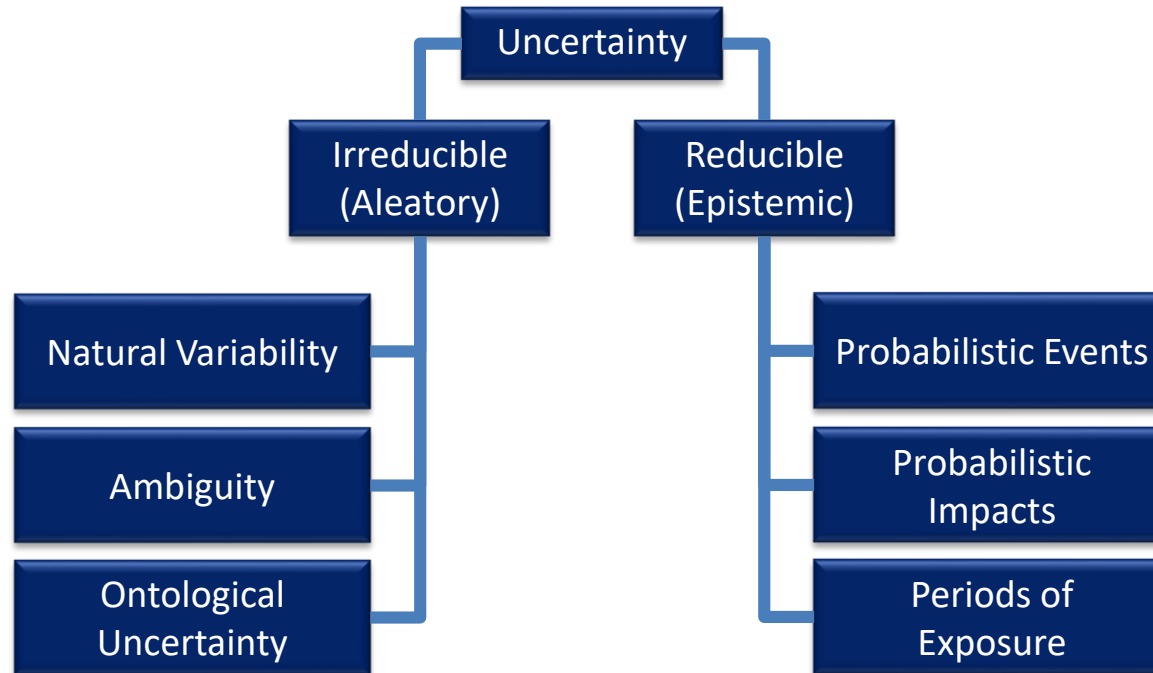 Uncertainty
Irreducible
(Aleatory)
Reducible
(Epistemic)
Natural Variability
Ambiguity
Ontological
Uncertainty
Probabilistic Events
Probabilistic
Impacts
Periods of
Exposure